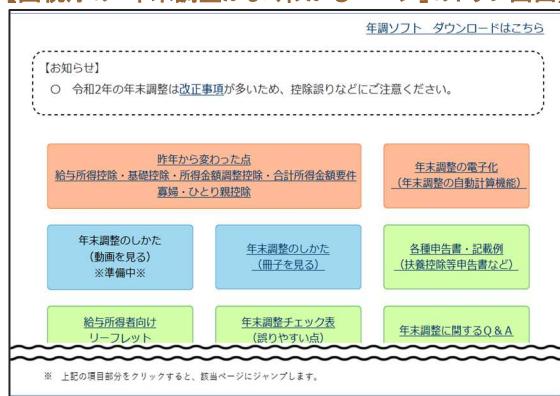 年調ソフト ダウンロードはこちら
【お知らせ】
○ 令和2年の年末調整は改正事項が多いため、控除誤りなどにご注意ください。
昨年から変わった点
給与所得控除・基礎控除・所得金額調整控除・合計所得金額要件
寡婦・ひとり親控除
年末調整の電子化
(年末調整の自動計算機能)
年末調整のしかた
(動画を見る)
※準備中※
年末調整のしかた
(冊子を見る)
各種申告書・記載例
(扶養控除等申告書など)
給与所得者向け
リーフレット
年末調整チェック表
(誤りやすい点)
年末調整に関するQ&A
※ 上記の項目部分をクリックすると、該当ページにジャンプします。